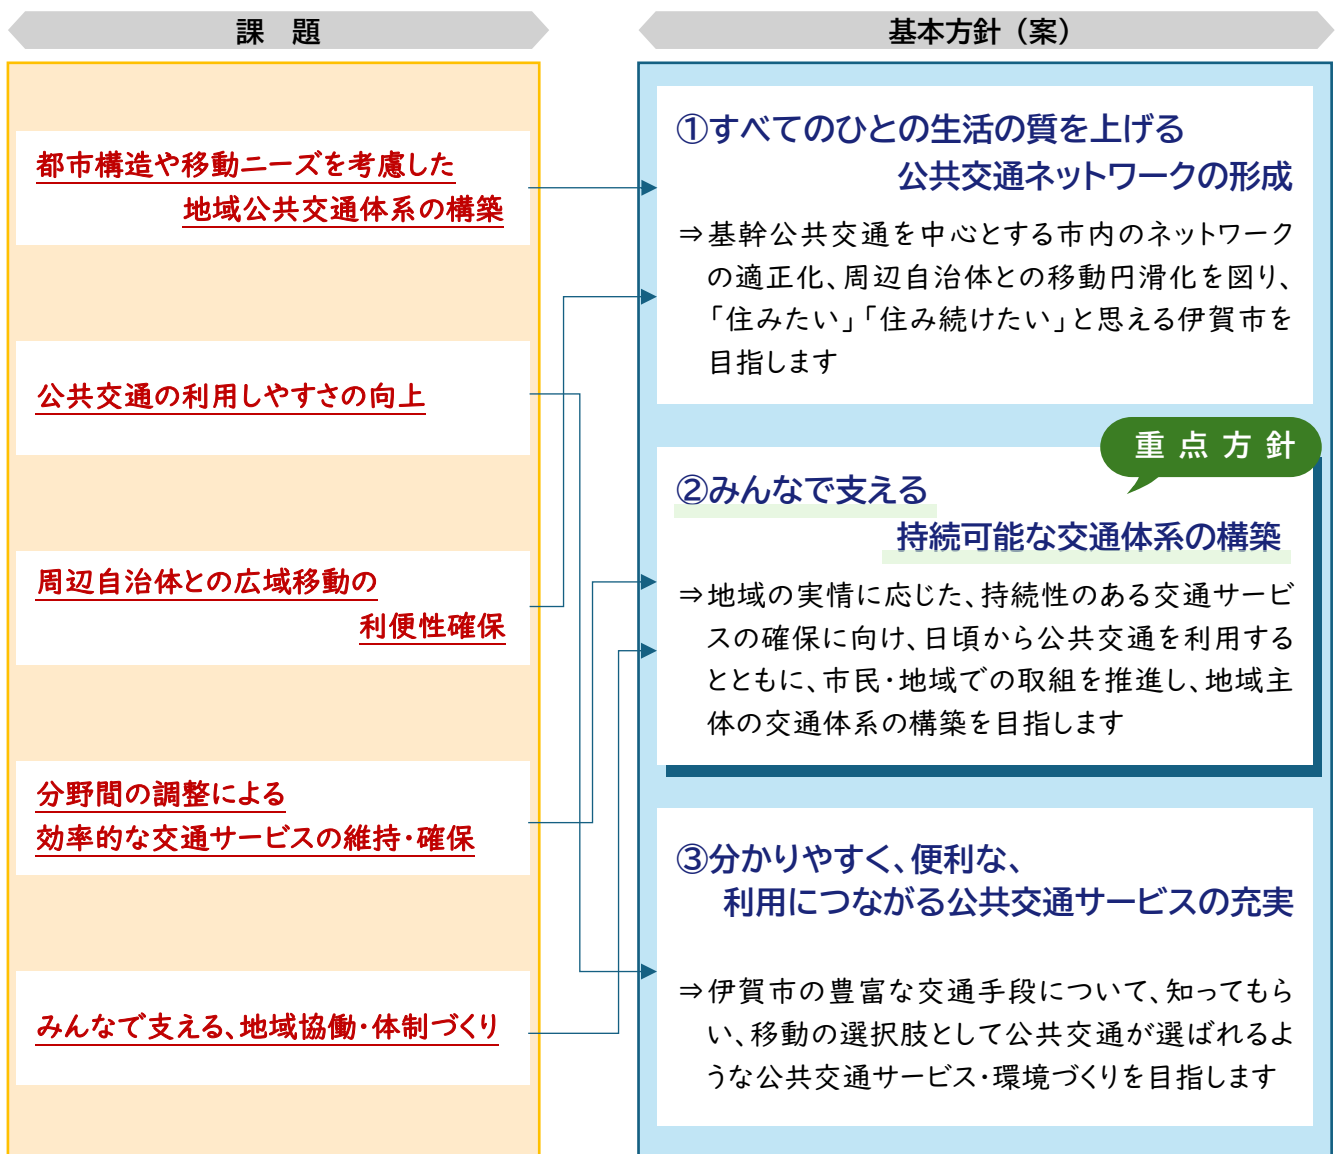 課　題
都市構造や移動ニーズを考慮した
地域公共交通体系の構築
公共交通の利用しやすさの向上
周辺自治体との広域移動の
利便性確保
分野間の調整による
効率的な交通サービスの維持・確保
みんなで支える、地域協働・体制づくり
基本方針（案）
①すべてのひとの生活の質を上げる
公共交通ネットワークの形成
⇒基幹公共交通を中心とする市内のネットワーク
の適正化、周辺自治体との移動円滑化を図り、
「住みたい」「住み続けたい」と思える伊賀市を
目指します
重点方針
②みんなで支える
持続可能な交通体系の構築
⇒地域の実情に応じた、持続性のある交通サービ
スの確保に向け、日頃から公共交通を利用する
とともに、市民・地域での取組を推進し、地域主
体の交通体系の構築を目指します
③分かりやすく、便利な、
利用につながる公共交通サービスの充実
⇒伊賀市の豊富な交通手段について、知ってもら
い、移動の選択肢として公共交通が選ばれるよ
うな公共交通サービス・環境づくりを目指します